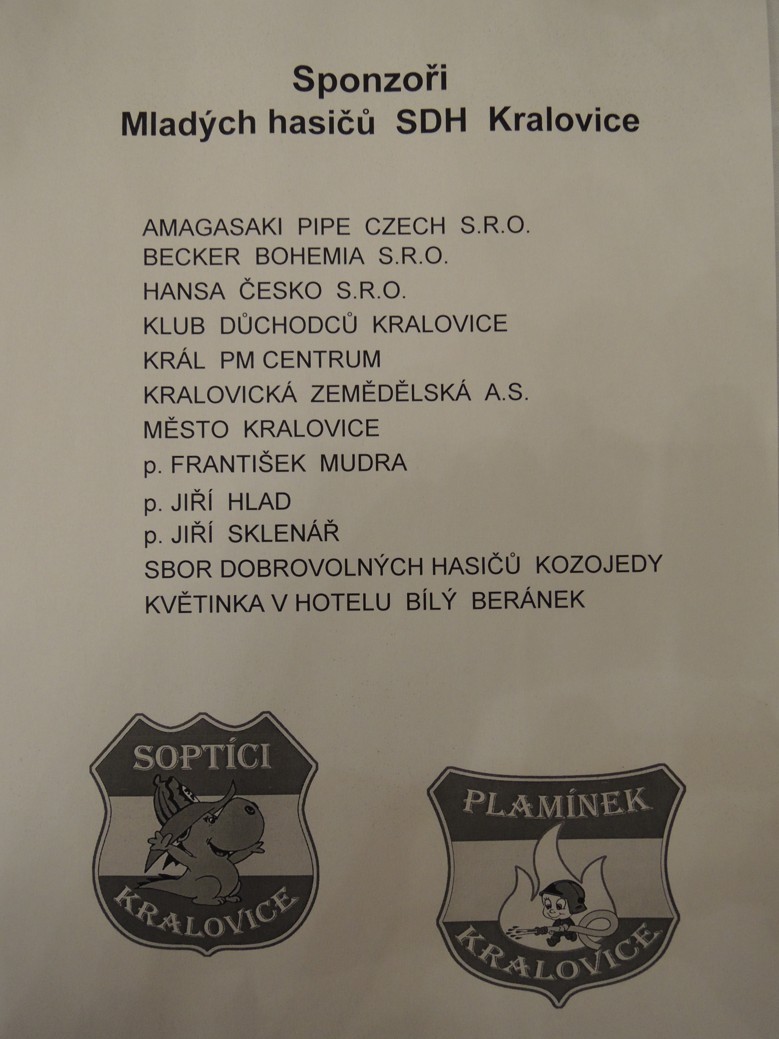 Sponzoři
Mladých hasičů SDH Kralovice
AMAGASAKI PIPE CZECH S.R.O.
BECKER BOHEMIA S.R.O.
HANSA ČESKO S.R.O.
KLUB DŮCHODCŮ KRALOVICE
KRÁL PM CENTRUM
KRALOVICKÁ ZEMĚDĚLSKÁ A.S.
MĚSTO KRALOVICE
p. FRANTIŠEK MUDRA
p. JIŘÍ HLAD
p. JIŘÍ SKLENÁŘ
SBOR DOBROVOLNÝCH HASIČŮ KOZOJEDY
KVĚTINKA V HOTELU BÍLÝ BERÁNEK
SOPTÍCI
KRALOVICE
PLAMÍNEK
KRALOVICE